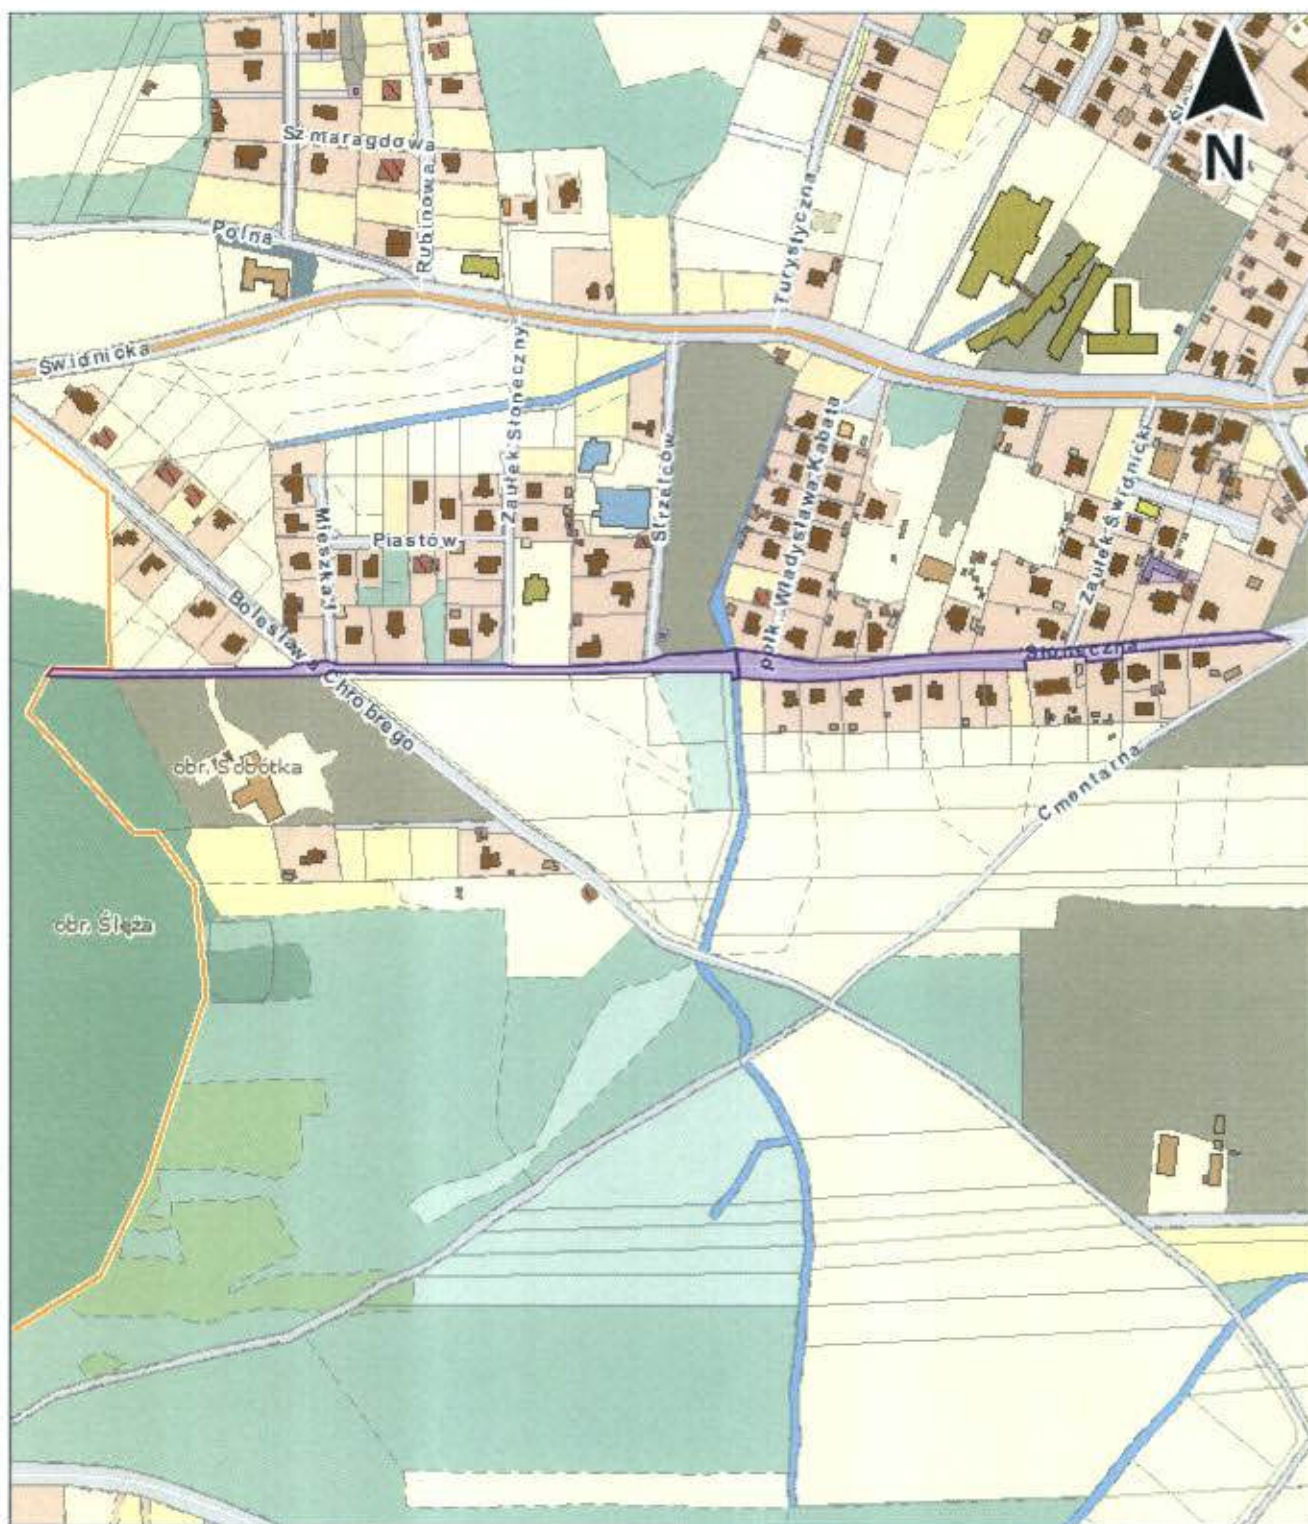 N
Szmaragdowa
Rubinowa
Polna
Turystyczna
Świdnicka
Zaułek Słoneczny
Strzelców
płk. Władysława Kabata
Zaułek Świdnicki
Mieszka I
Piastów
Bolesława Chrobrego
Słoneczna
obr. Sobótka
Cmentarna
obr. Ślęża